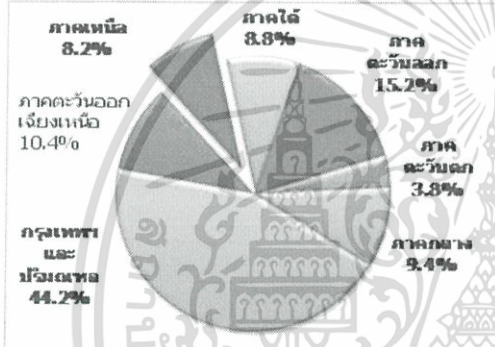 ภาคเหนือ
8.2%
ภาคใต้
8.8%
ภาค
ตะวันออก
15.2%
ภาคตะวันออก
เฉียงเหนือ
10.4%
ภาค
ตะวันตก
3.8%
กรุงเทพฯ
และ
ปริมณฑล
44.2%
ภาคกลาง
9.4%